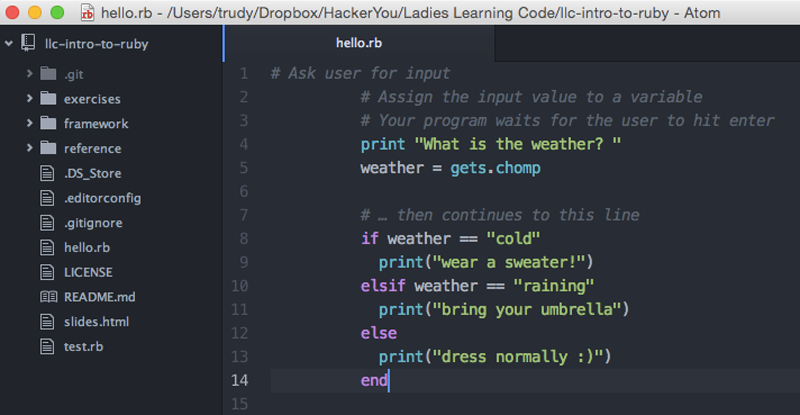 hello.rb - /Users/trudy/Dropbox/HackerYou/Ladies Learning Code/llc-intro-to-ruby - Atom
llc-intro-to-ruby
.git
exercises
framework
reference
.DS_Store
.editorconfig
.gitignore
hello.rb
LICENSE
README.md
slides.html
test.rb
hello.rb
1 # Ask user for input
2         # Assign the input value to a variable
3         # Your program waits for the user to hit enter
4         print "What is the weather? "
5         weather = gets.chomp
6
7         # … then continues to this line
8         if weather == "cold"
9           print("wear a sweater!")
10         elsif weather == "raining"
11           print("bring your umbrella")
12         else
13           print("dress normally :)")
14         end
15